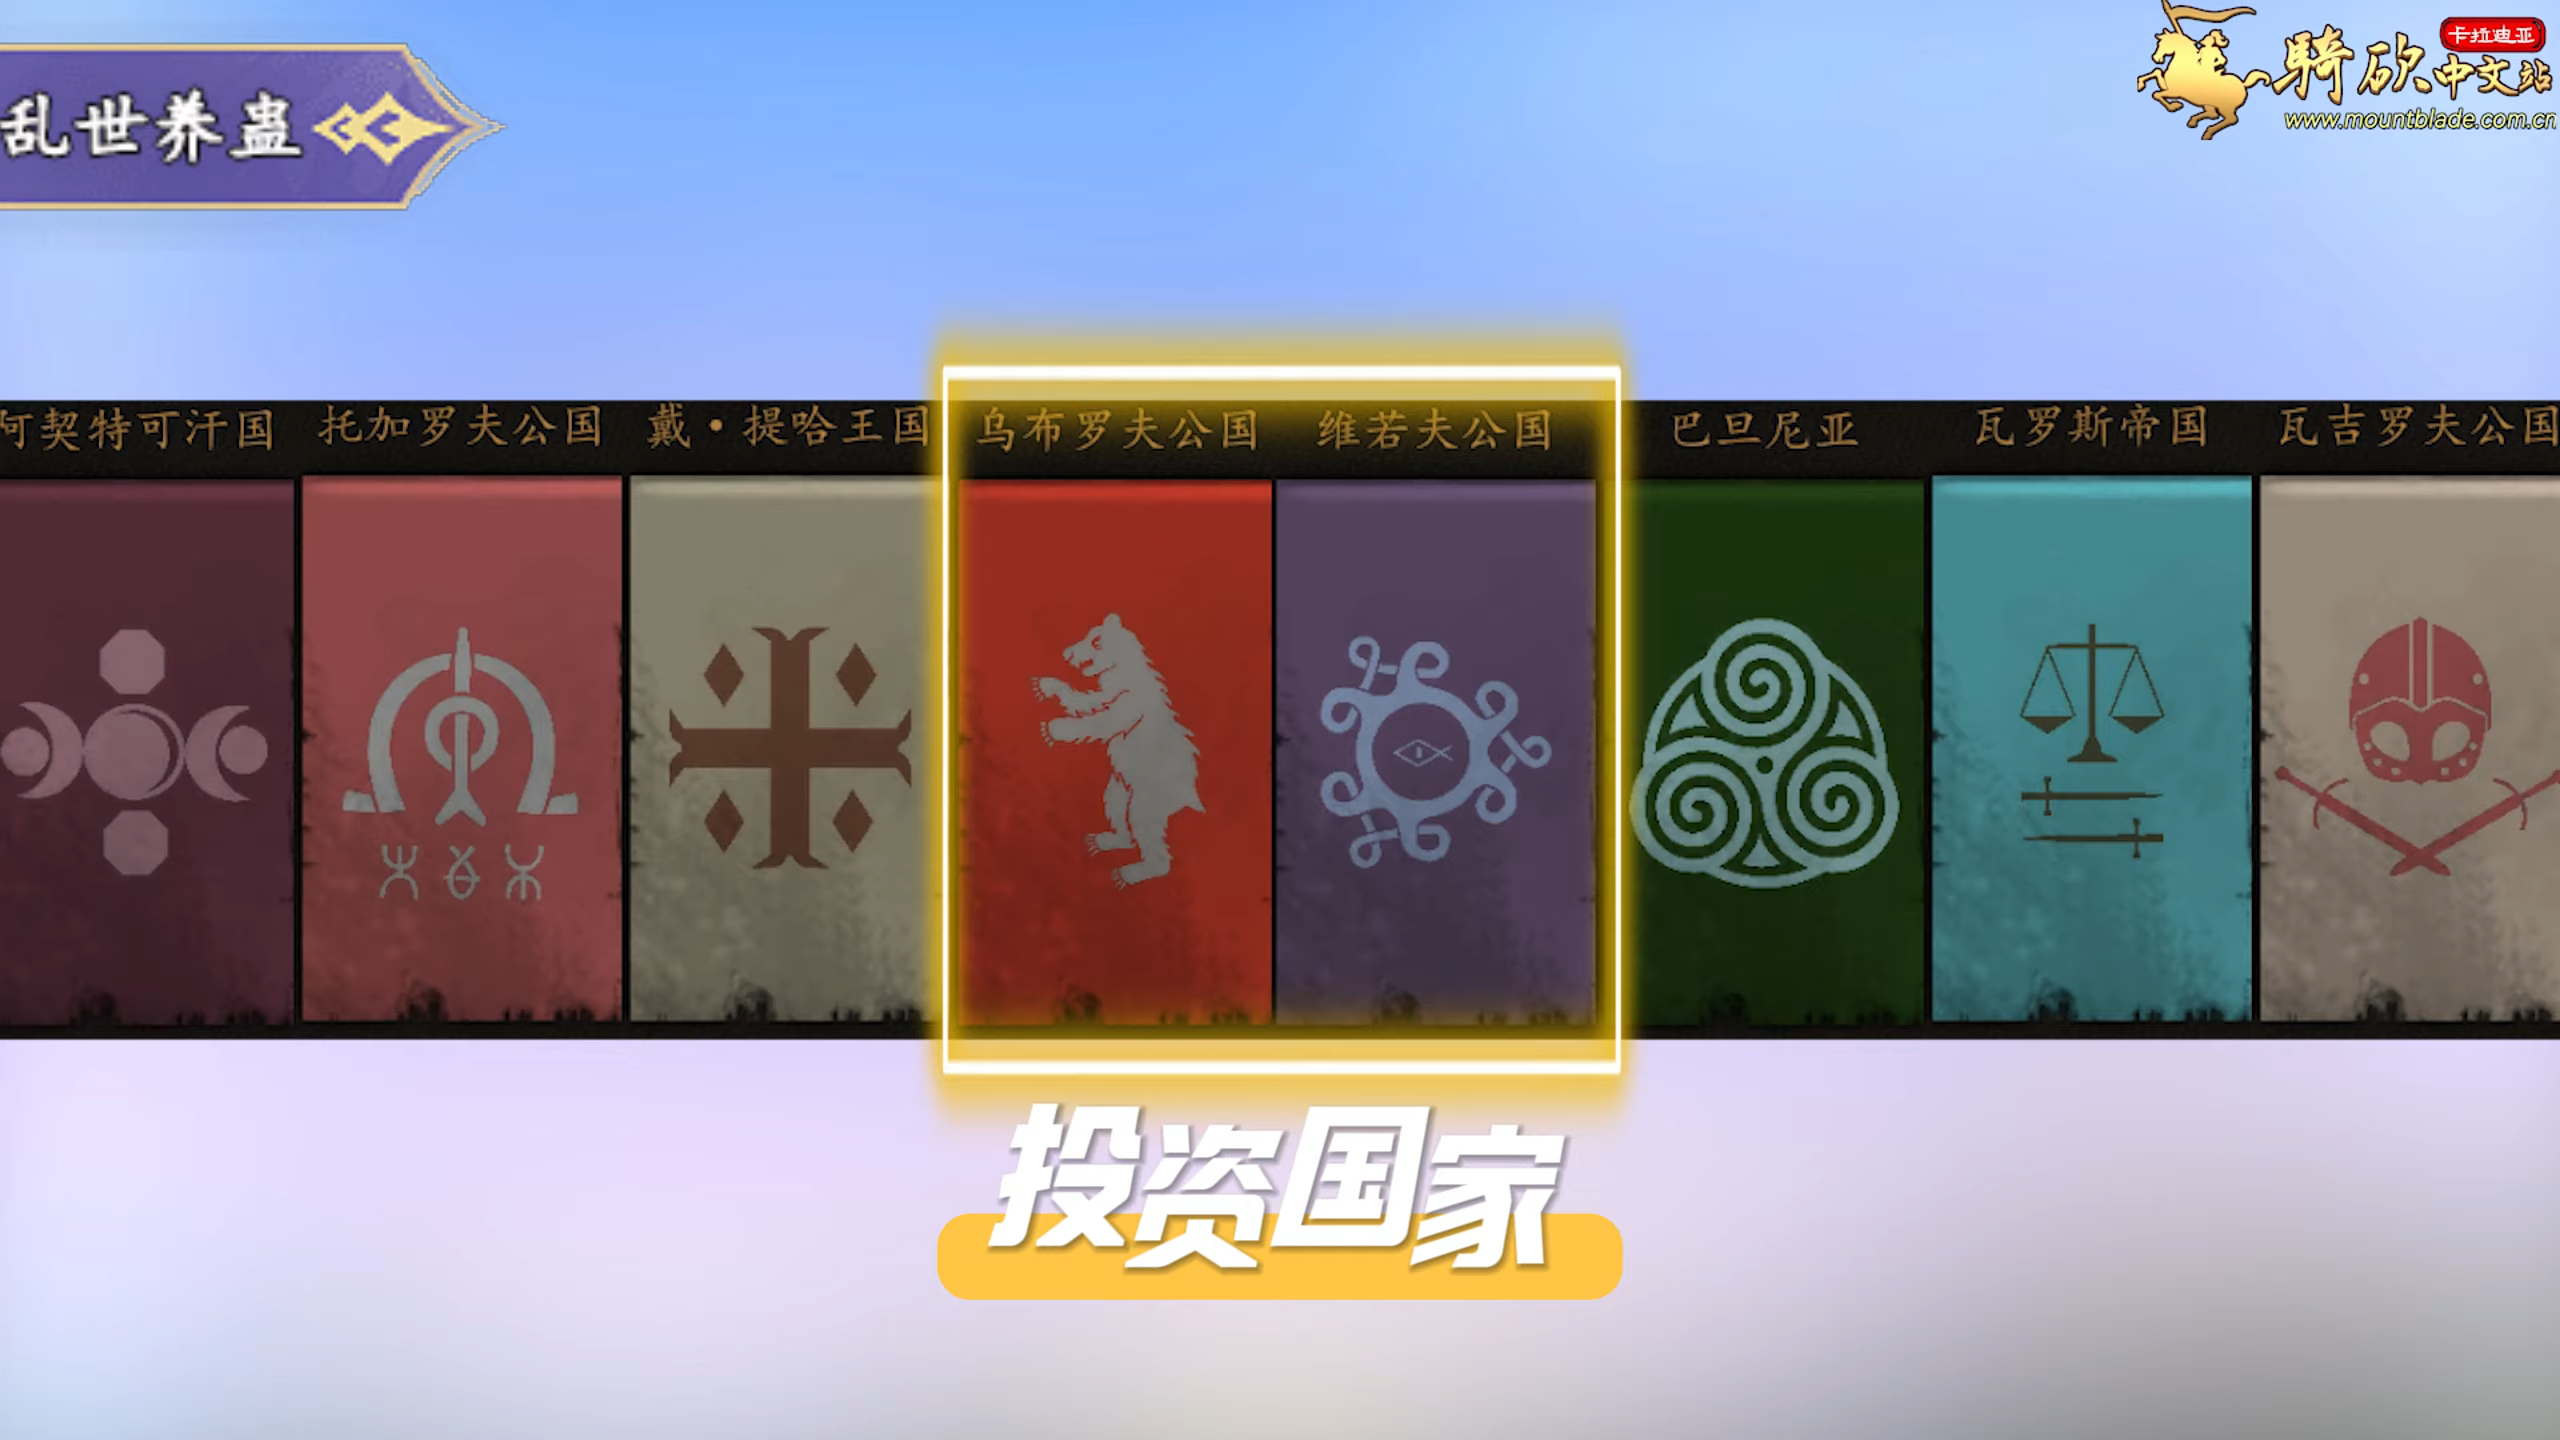 卡拉迪亚
骑砍中文站
www.mountblade.com.cn
乱世养蛊
阿契特可汗国
托加罗夫公国
戴·提哈王国
乌布罗夫公国
维若夫公国
巴旦尼亚
瓦罗斯帝国
瓦吉罗夫公国
投资国家